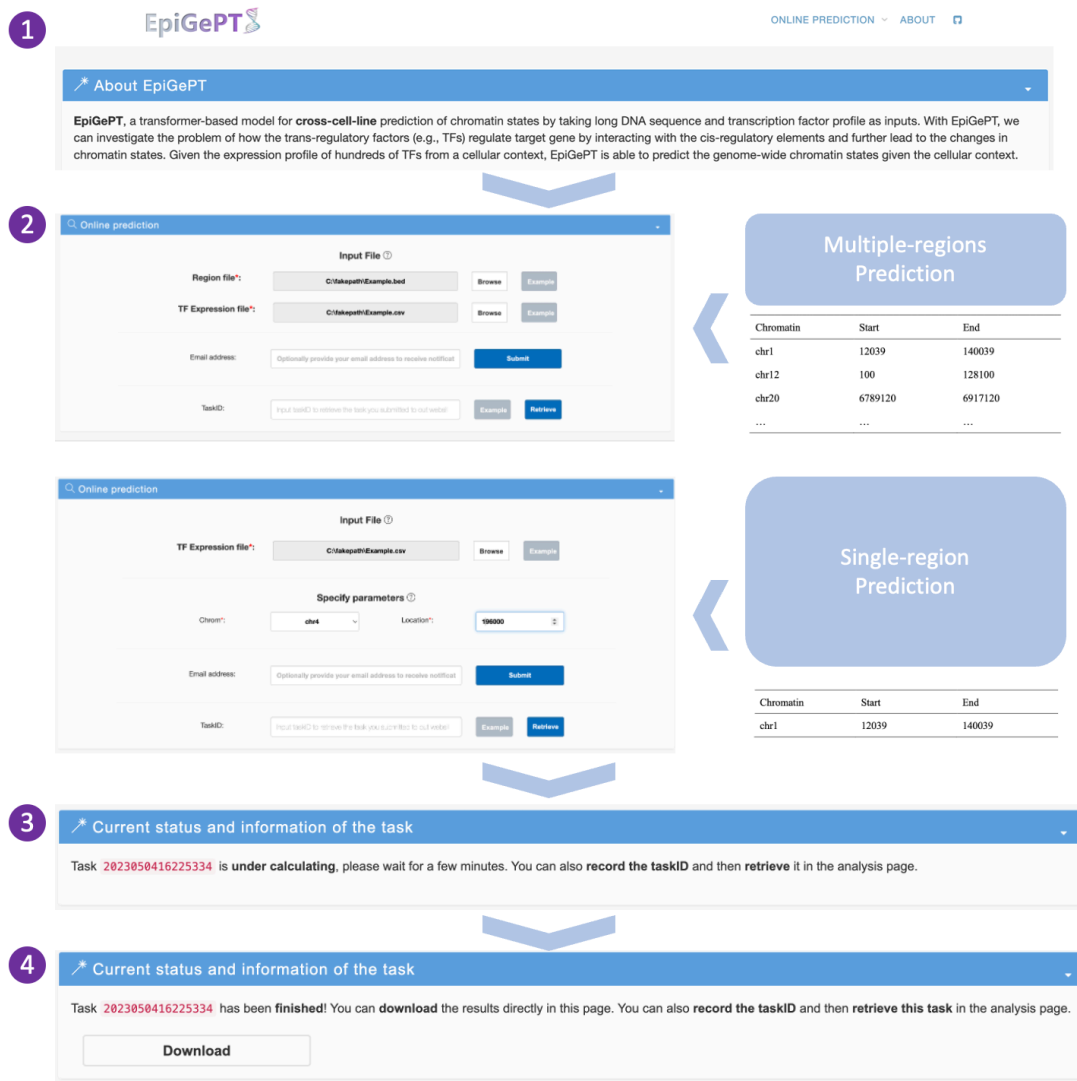 1
EpiGePT
ONLINE PREDICTION ABOUT
About EpiGePT
EpiGePT, a transformer-based model for cross-cell-line prediction of chromatin states by taking long DNA sequence and transcription factor profile as inputs. With EpiGePT, we
can investigate the problem of how the trans-regulatory factors (e.g., TFs) regulate target gene by interacting with the cis-regulatory elements and further lead to the changes in
chromatin states. Given the expression profile of hundreds of TFs from a cellular context, EpiGePT is able to predict the genome-wide chromatin states given the cellular context.
2
Online prediction
Input File ?
Region file*: C:\fakepath\Example.bed Browse Example
TF Expression file*: C:\fakepath\Example.csv Browse Example
Email address: Optionally provide your email address to receive notificat Submit
TaskID: Input taskID to retrieve the task you submitted to our websi Example Retrieve
Multiple-regions
Prediction
Chromatin Start End
chr1 12039 140039
chr12 100 128100
chr20 6789120 6917120
... ... ...
Online prediction
Input File ?
TF Expression file*: C:\fakepath\Example.csv Browse Example
Specify parameters ?
Chrom*: chr4 Location*: 196000
Email address: Optionally provide your email address to receive notificat Submit
TaskID: Input taskID to retrieve the task you submitted to our websi Example Retrieve
Single-region
Prediction
Chromatin Start End
chr1 12039 140039
3
Current status and information of the task
Task 2023050416225334 is under calculating, please wait for a few minutes. You can also record the taskID and then retrieve it in the analysis page.
4
Current status and information of the task
Task 2023050416225334 has been finished! You can download the results directly in this page. You can also record the taskID and then retrieve this task in the analysis page.
Download